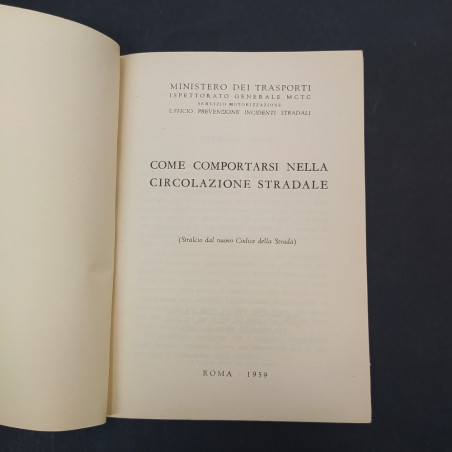 MINISTERO DEI TRASPORTI
ISPETTORATO GENERALE MCTC
SERVIZIO MOTORIZZAZIONE
UFFICIO PREVENZIONE INCIDENTI STRADALI
COME COMPORTARSI NELLA
CIRCOLAZIONE STRADALE
(Stralcio dal nuovo Codice della Strada)
ROMA - 1959